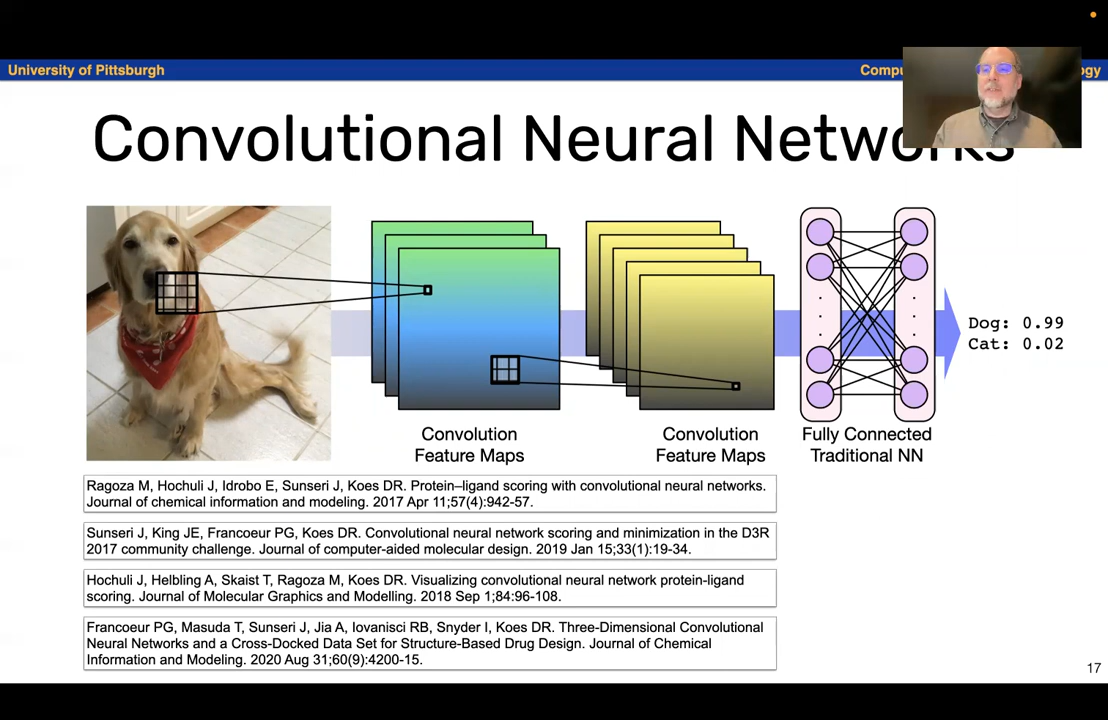 University of Pittsburgh
Compu
ogy
Convolutional Neural Networks
Dog: 0.99
Cat: 0.02
Convolution
Feature Maps
Convolution
Feature Maps
Fully Connected
Traditional NN
Ragoza M, Hochuli J, Idrobo E, Sunseri J, Koes DR. Protein–ligand scoring with convolutional neural networks.
Journal of chemical information and modeling. 2017 Apr 11;57(4):942-57.
Sunseri J, King JE, Francoeur PG, Koes DR. Convolutional neural network scoring and minimization in the D3R
2017 community challenge. Journal of computer-aided molecular design. 2019 Jan 15;33(1):19-34.
Hochuli J, Helbling A, Skaist T, Ragoza M, Koes DR. Visualizing convolutional neural network protein-ligand
scoring. Journal of Molecular Graphics and Modelling. 2018 Sep 1;84:96-108.
Francoeur PG, Masuda T, Sunseri J, Jia A, Iovanisci RB, Snyder I, Koes DR. Three-Dimensional Convolutional
Neural Networks and a Cross-Docked Data Set for Structure-Based Drug Design. Journal of Chemical
Information and Modeling. 2020 Aug 31;60(9):4200-15.
17